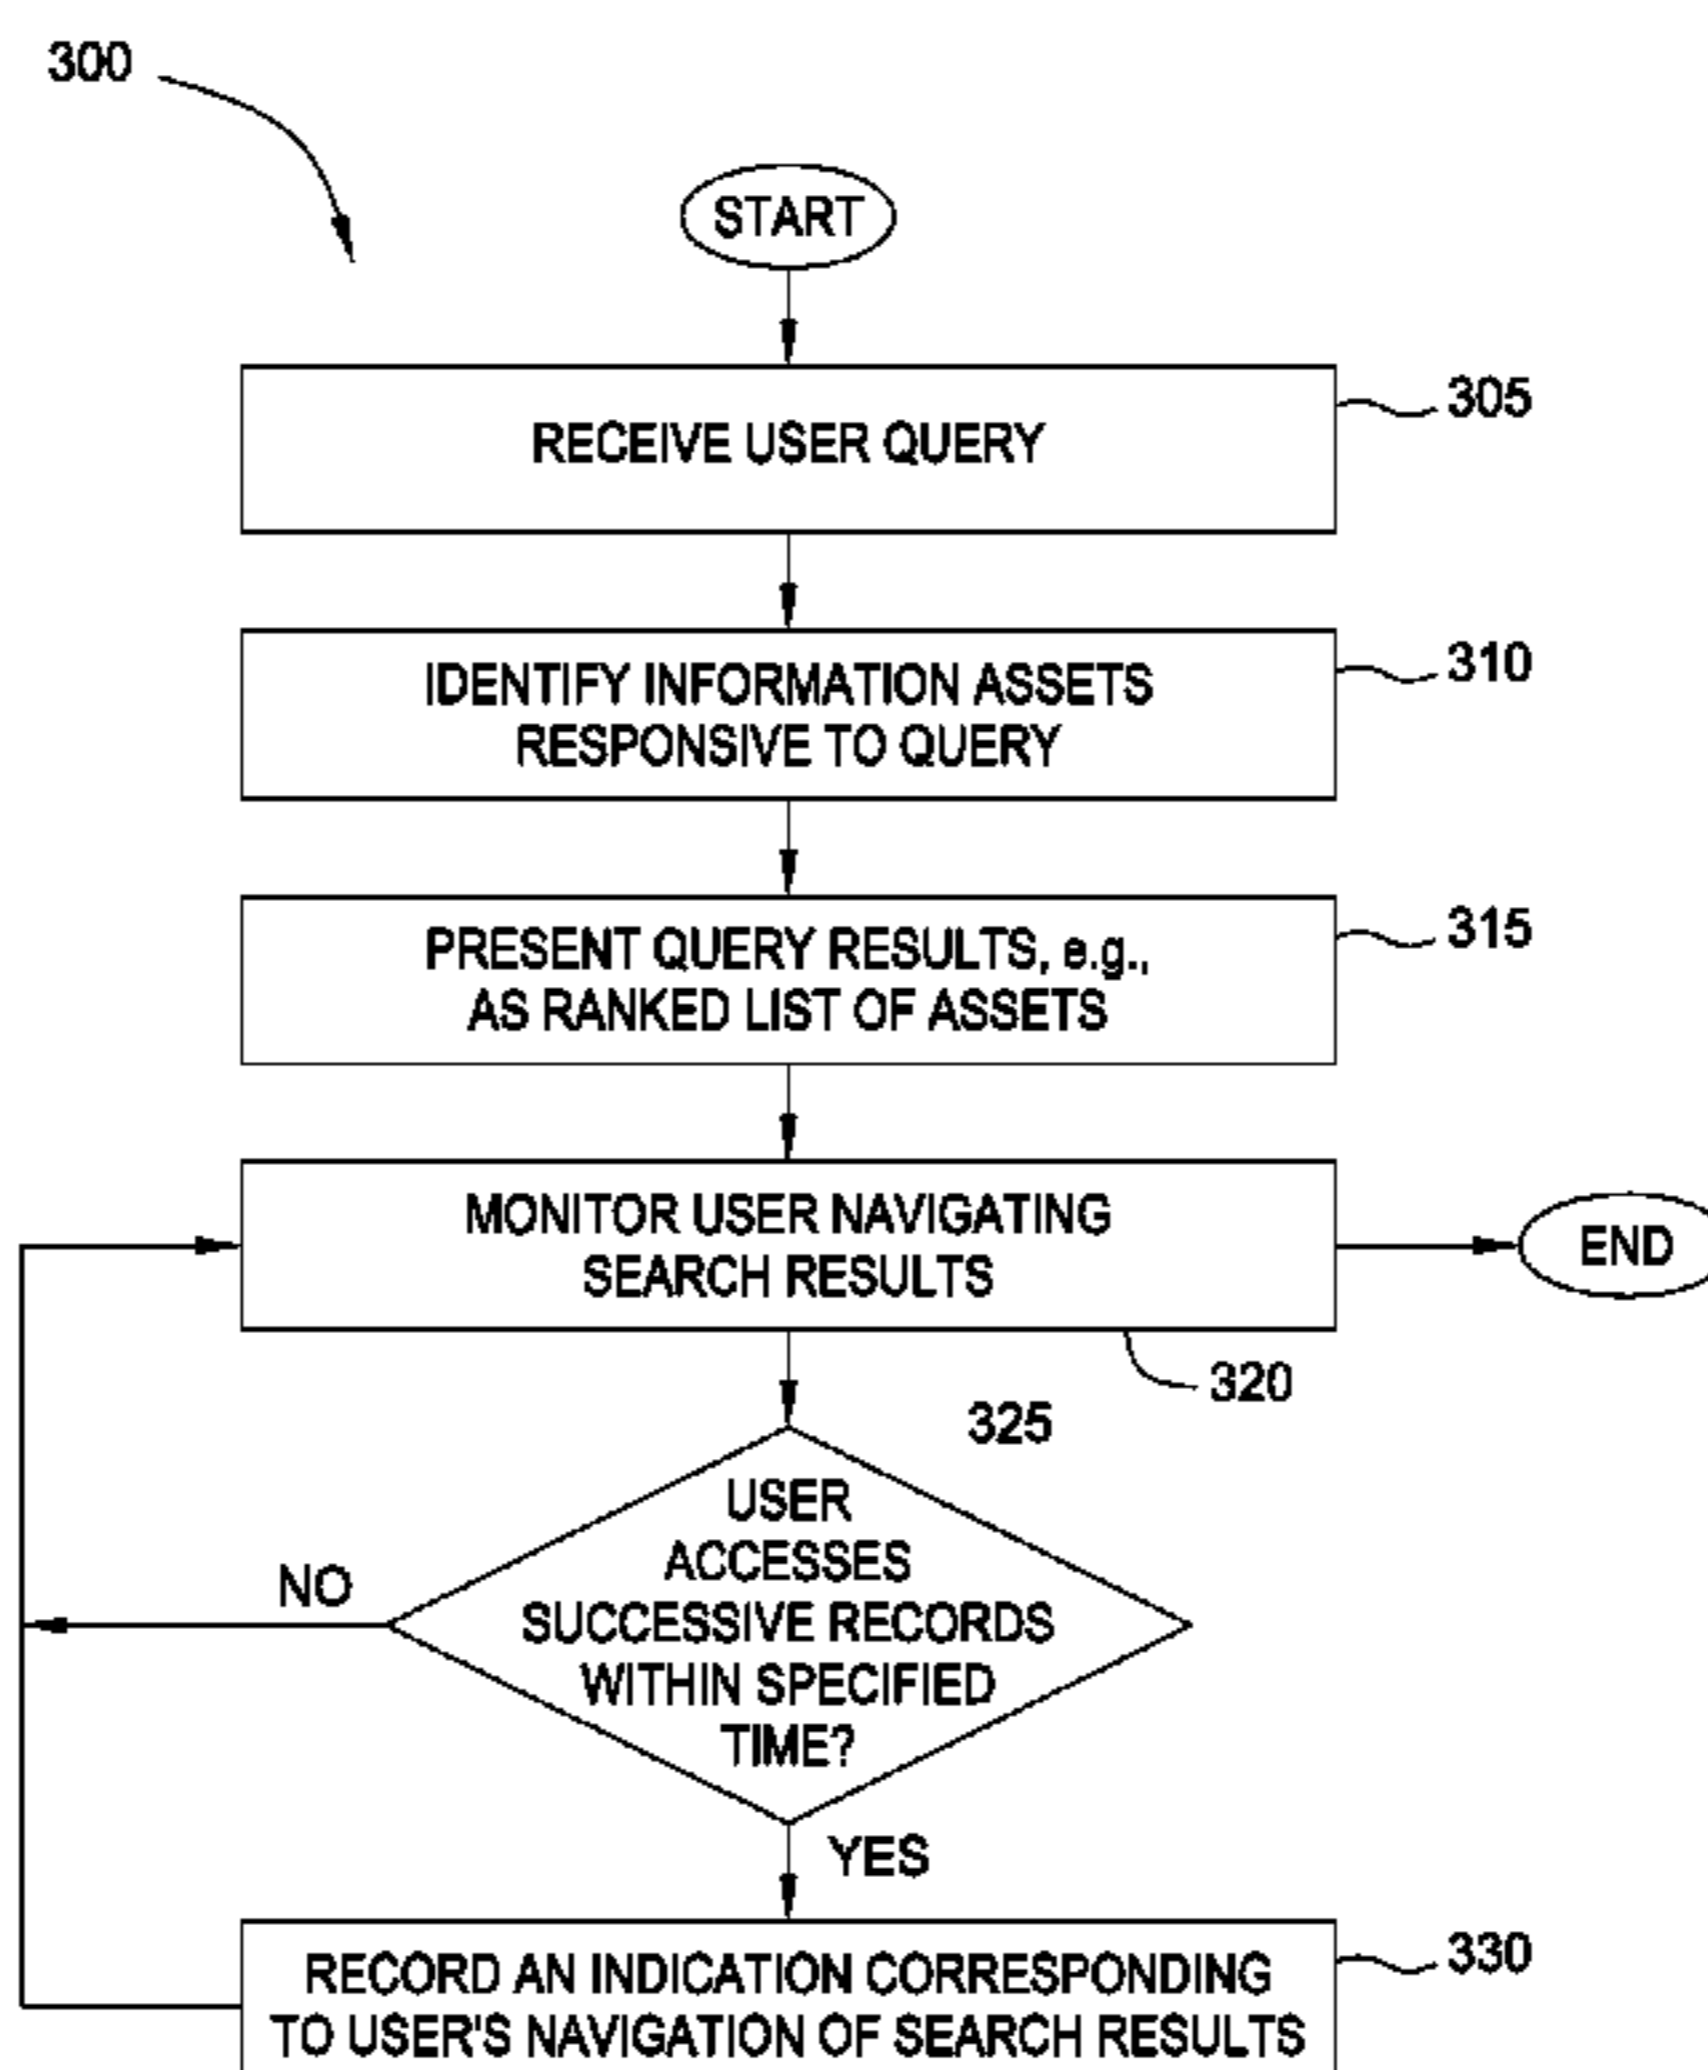 300
START
RECEIVE USER QUERY
305
IDENTIFY INFORMATION ASSETS
RESPONSIVE TO QUERY
310
PRESENT QUERY RESULTS, e.g.,
AS RANKED LIST OF ASSETS
315
MONITOR USER NAVIGATING
SEARCH RESULTS
END
320
325
USER
ACCESSES
SUCCESSIVE RECORDS
WITHIN SPECIFIED
TIME?
NO
YES
RECORD AN INDICATION CORRESPONDING
TO USER'S NAVIGATION OF SEARCH RESULTS
330